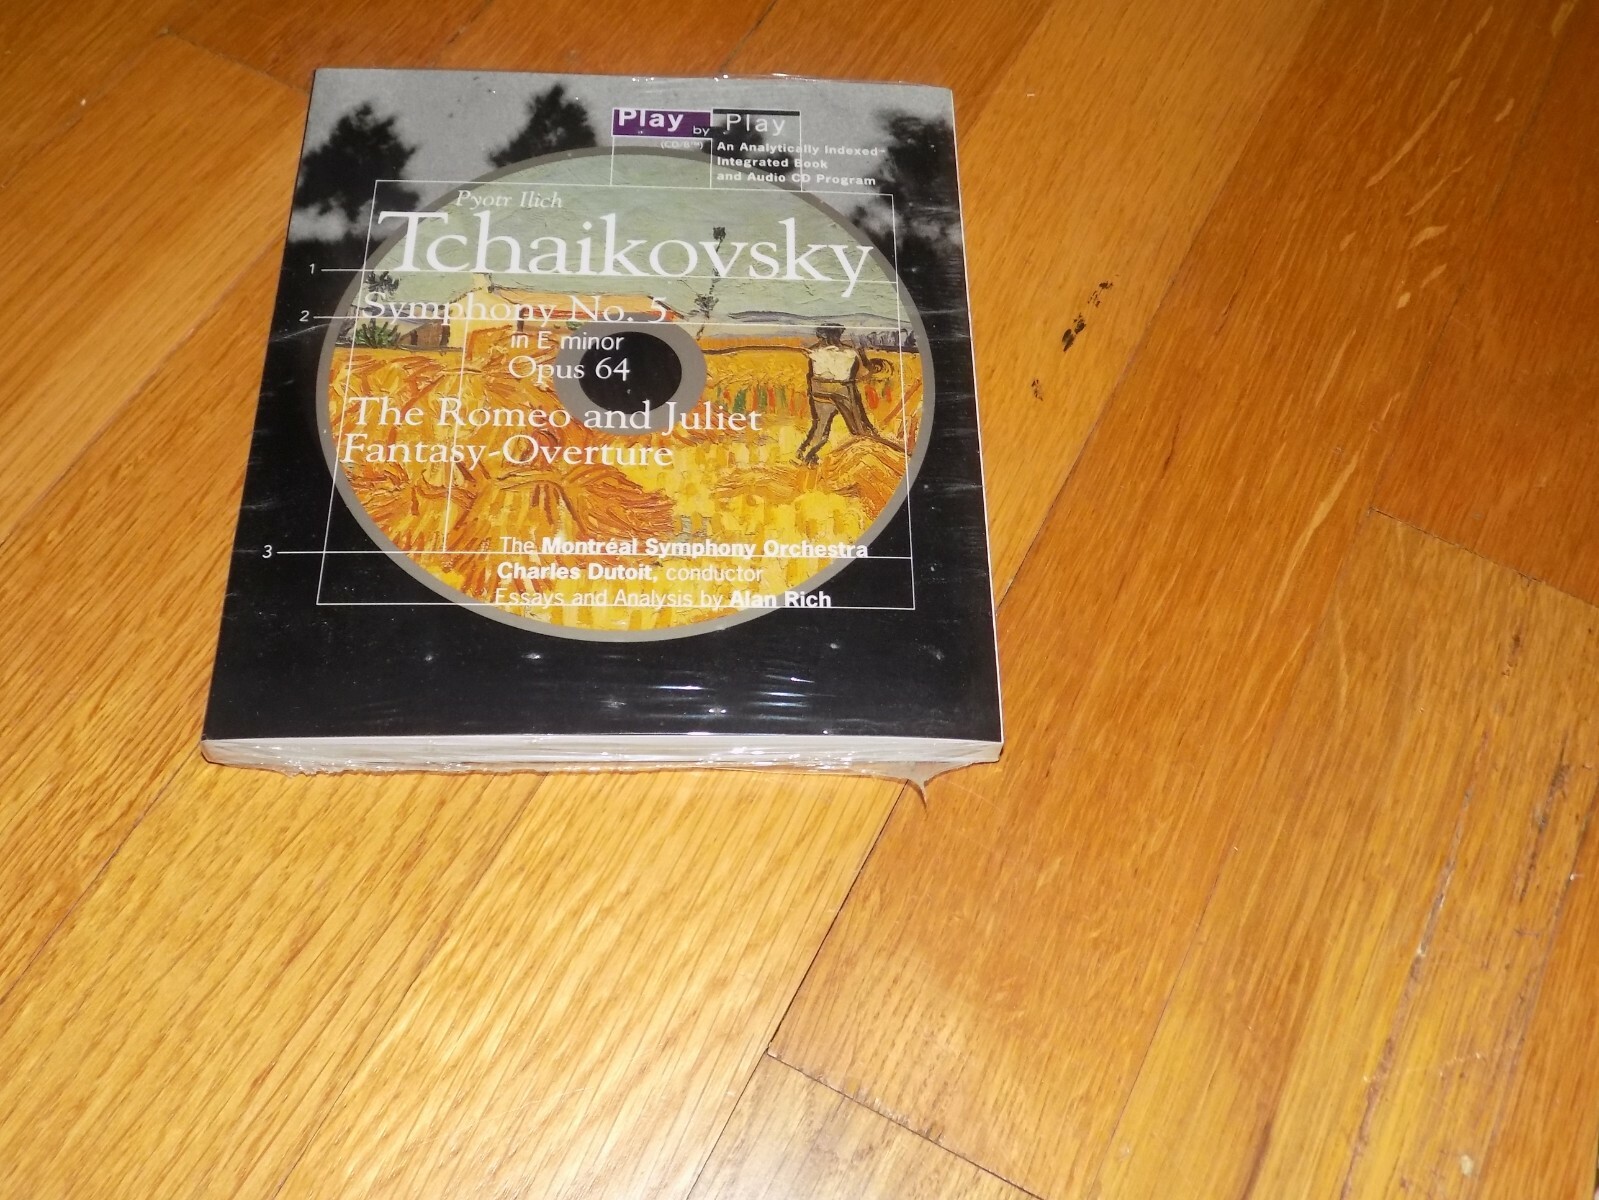 Play by Play
(CD/B™)
An Analytically Indexed-
Integrated Book
and Audio CD Program
Pyotr Ilich
Tchaikovsky
1
Symphony No. 5
2
in E minor
Opus 64
The Romeo and Juliet
Fantasy-Overture
3
The Montréal Symphony Orchestra
Charles Dutoit, conductor
Essays and Analysis by Alan Rich